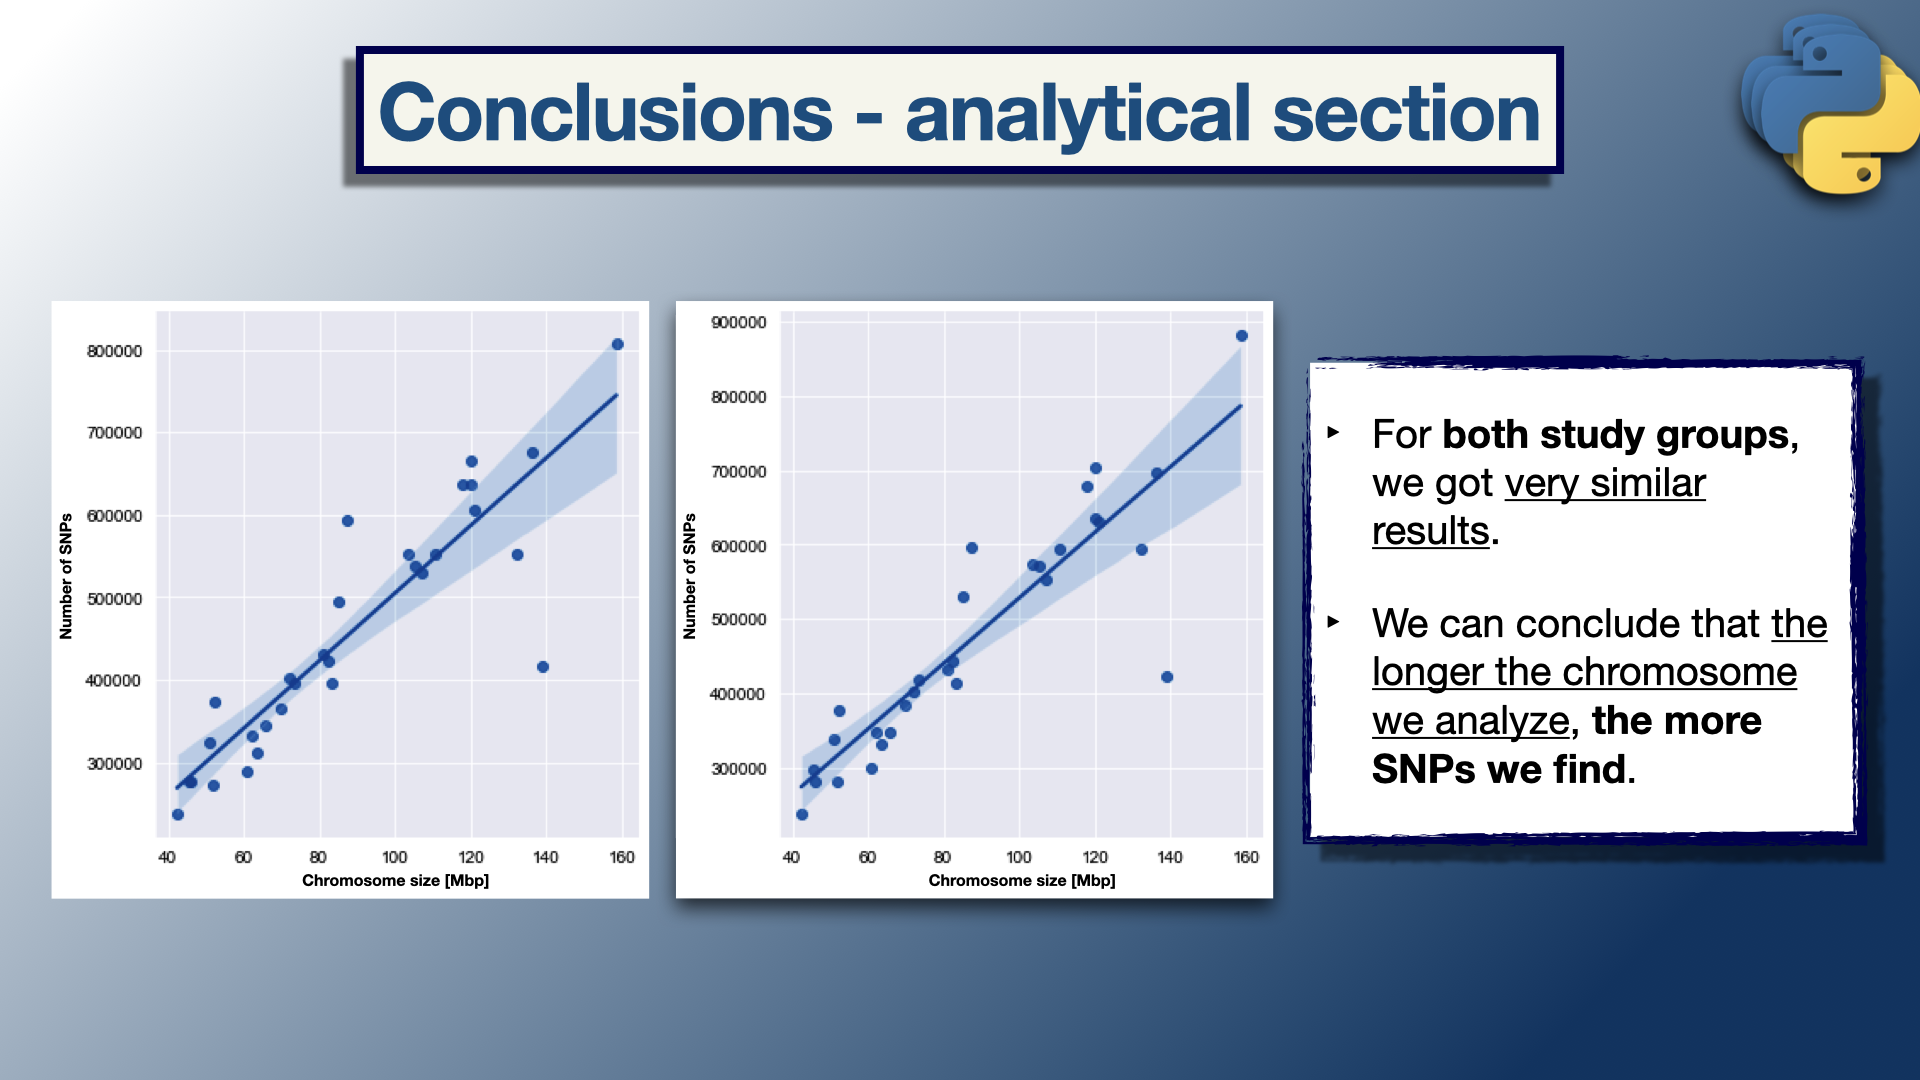 Conclusions - analytical section
800000
700000
600000
500000
400000
300000
Number of SNPs
40 60 80 100 120 140 160
Chromosome size [Mbp]
900000
800000
700000
600000
500000
400000
300000
Number of SNPs
40 60 80 100 120 140 160
Chromosome size [Mbp]
‣ For both study groups,
we got very similar
results.
‣ We can conclude that the
longer the chromosome
we analyze, the more
SNPs we find.